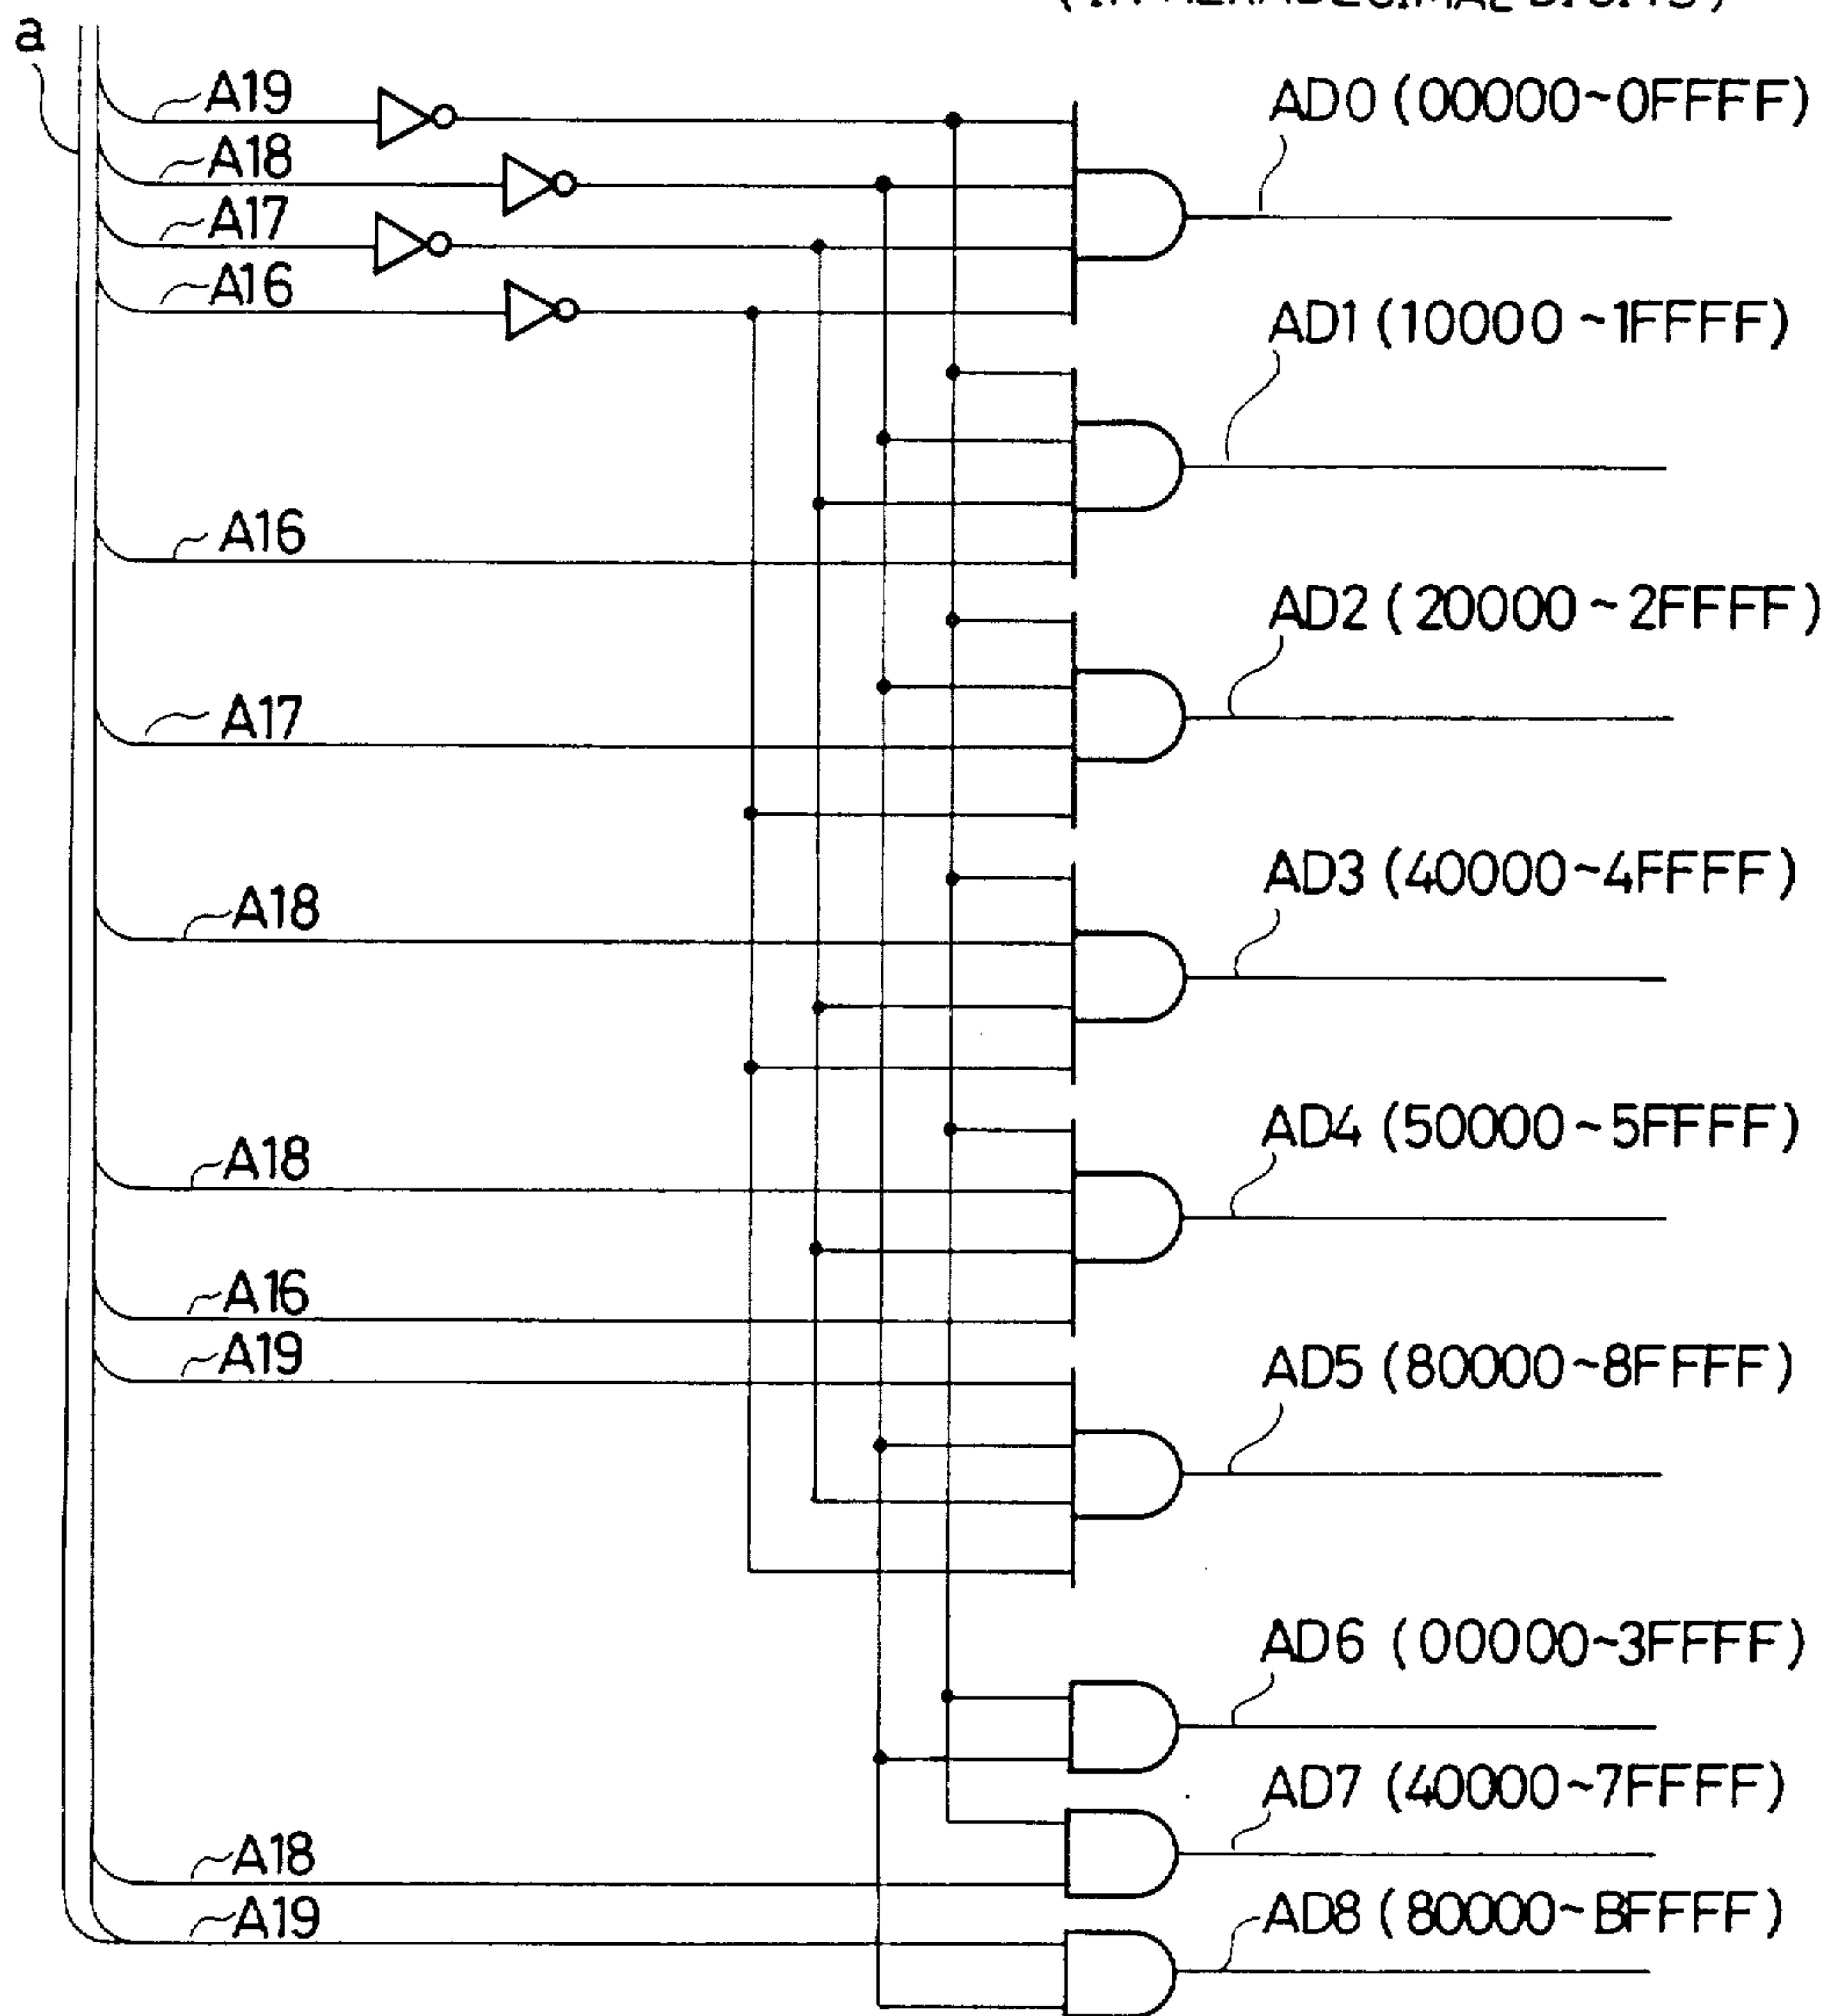 a
A19
AD0 (00000~0FFFF)
A18
A17
A16
AD1 (10000~1FFFF)
A16
AD2 (20000~2FFFF)
A17
AD3 (40000~4FFFF)
A18
AD4 (50000~5FFFF)
A18
A16
A19
AD5 (80000~8FFFF)
AD6 (00000~3FFFF)
AD7 (40000~7FFFF)
A18
A19
AD8 (80000~BFFFF)